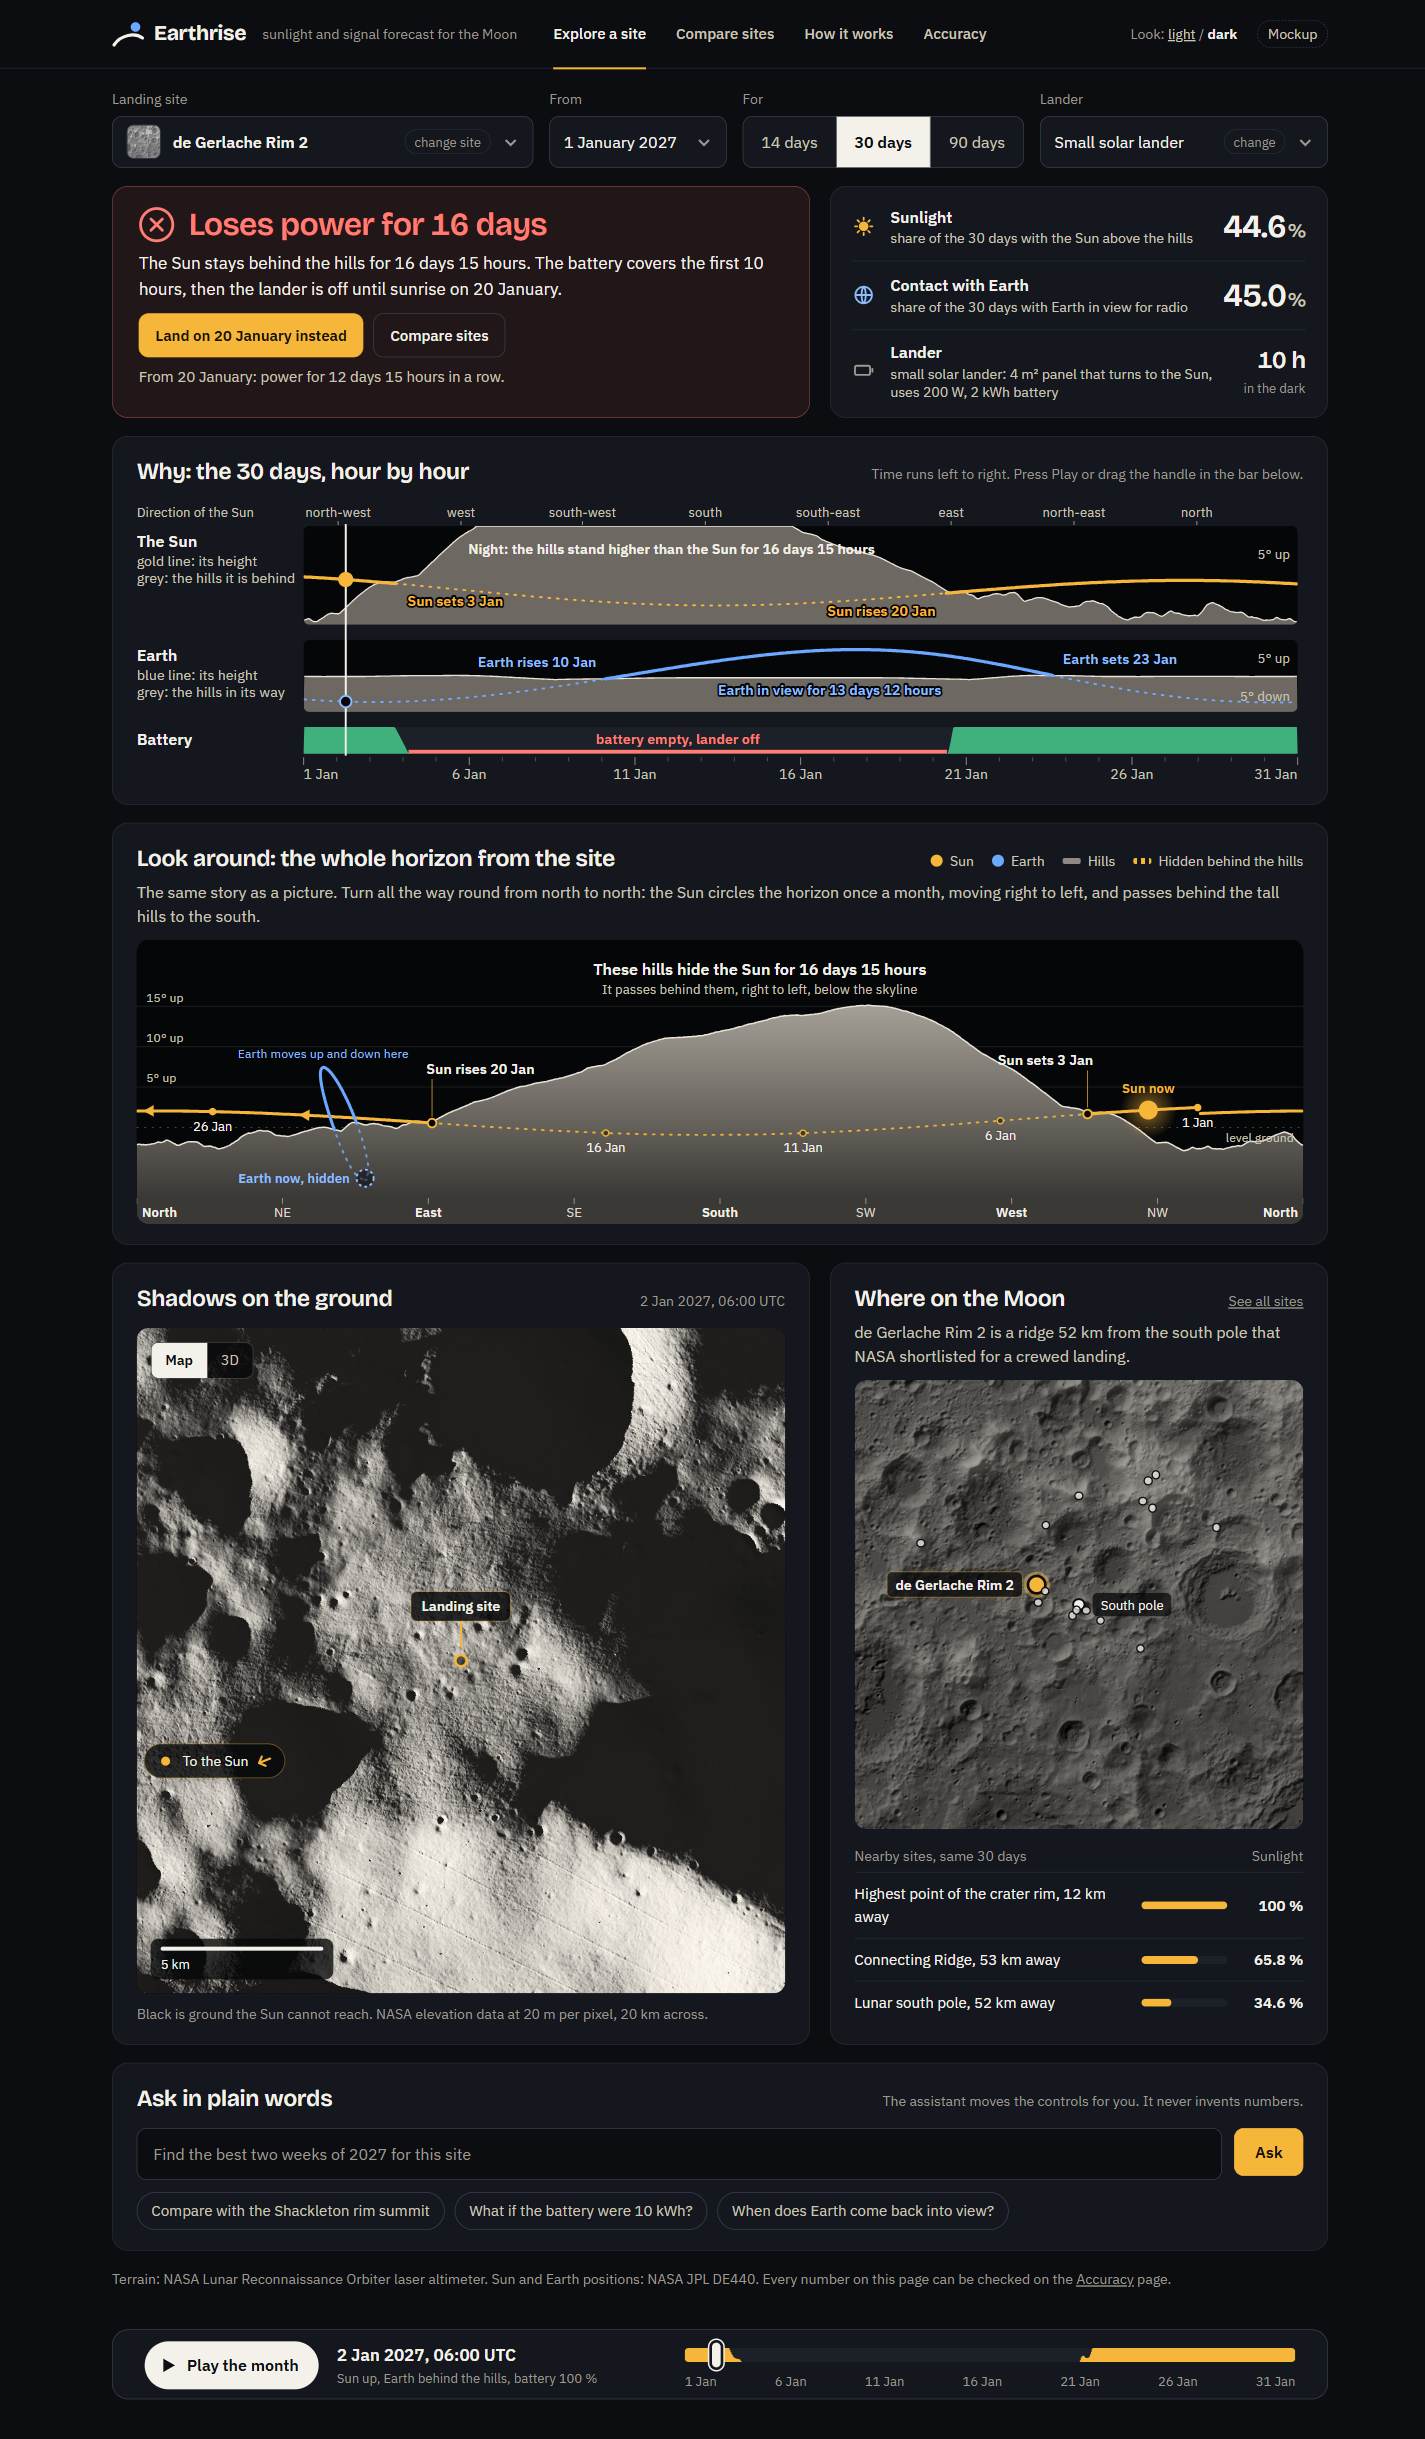 Earthrise
sunlight and signal forecast for the Moon
Explore a site
Compare sites
How it works
Accuracy
Look: light / dark
Mockup
Landing site
From
For
Lander
de Gerlache Rim 2
change site
1 January 2027
14 days
30 days
90 days
Small solar lander
change
Loses power for 16 days
The Sun stays behind the hills for 16 days 15 hours. The battery covers the first 10
hours, then the lander is off until sunrise on 20 January.
Land on 20 January instead
Compare sites
From 20 January: power for 12 days 15 hours in a row.
Sunlight
share of the 30 days with the Sun above the hills
44.6%
Contact with Earth
share of the 30 days with Earth in view for radio
45.0%
Lander
small solar lander: 4 m² panel that turns to the Sun,
uses 200 W, 2 kWh battery
10 h
in the dark
Why: the 30 days, hour by hour
Time runs left to right. Press Play or drag the handle in the bar below.
Direction of the Sun
north-west
west
south-west
south
south-east
east
north-east
north
The Sun
gold line: its height
grey: the hills it is behind
Night: the hills stand higher than the Sun for 16 days 15 hours
5° up
Sun sets 3 Jan
Sun rises 20 Jan
Earth
blue line: its height
grey: the hills in its way
Earth rises 10 Jan
Earth sets 23 Jan
5° up
Earth in view for 13 days 12 hours
5° down
Battery
battery empty, lander off
1 Jan
6 Jan
11 Jan
16 Jan
21 Jan
26 Jan
31 Jan
Look around: the whole horizon from the site
Sun
Earth
Hills
Hidden behind the hills
The same story as a picture. Turn all the way round from north to north: the Sun circles the horizon once a month, moving right to left, and passes behind the tall
hills to the south.
These hills hide the Sun for 16 days 15 hours
It passes behind them, right to left, below the skyline
15° up
10° up
5° up
Earth moves up and down here
Sun rises 20 Jan
Sun sets 3 Jan
Sun now
26 Jan
16 Jan
11 Jan
6 Jan
1 Jan
level ground
Earth now, hidden
North
NE
East
SE
South
SW
West
NW
North
Shadows on the ground
2 Jan 2027, 06:00 UTC
Map
3D
Landing site
To the Sun
5 km
Black is ground the Sun cannot reach. NASA elevation data at 20 m per pixel, 20 km across.
Where on the Moon
See all sites
de Gerlache Rim 2 is a ridge 52 km from the south pole that
NASA shortlisted for a crewed landing.
de Gerlache Rim 2
South pole
Nearby sites, same 30 days
Sunlight
Highest point of the crater rim, 12 km
away
100 %
Connecting Ridge, 53 km away
65.8 %
Lunar south pole, 52 km away
34.6 %
Ask in plain words
The assistant moves the controls for you. It never invents numbers.
Find the best two weeks of 2027 for this site
Ask
Compare with the Shackleton rim summit
What if the battery were 10 kWh?
When does Earth come back into view?
Terrain: NASA Lunar Reconnaissance Orbiter laser altimeter. Sun and Earth positions: NASA JPL DE440. Every number on this page can be checked on the Accuracy page.
Play the month
2 Jan 2027, 06:00 UTC
Sun up, Earth behind the hills, battery 100 %
1 Jan
6 Jan
11 Jan
16 Jan
21 Jan
26 Jan
31 Jan